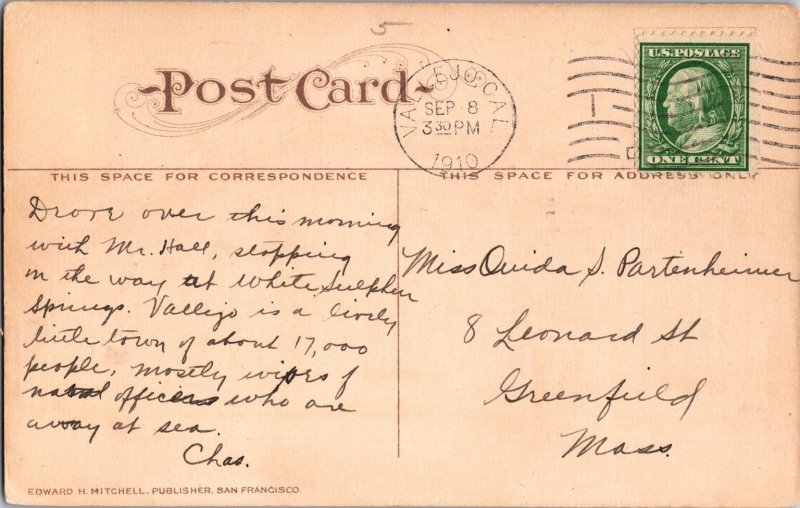 5
Post Card
VALLEJO, CAL.
SEP 8
3 30 PM
1910
U.S. POSTAGE
ONE CENT
THIS SPACE FOR CORRESPONDENCE
THIS SPACE FOR ADDRESS ONLY
Drove over this morning
with Mr. Hall, stopping
in the way at White Sulpher
Springs. Vallejo is a lively
little town of about 17,000
people, mostly wives of
naval officers who are
away at sea.
Chas.
Miss Ouida S. Partenheimer
8 Leonard St
Greenfield
Mass.
EDWARD H. MITCHELL, PUBLISHER, SAN FRANCISCO.